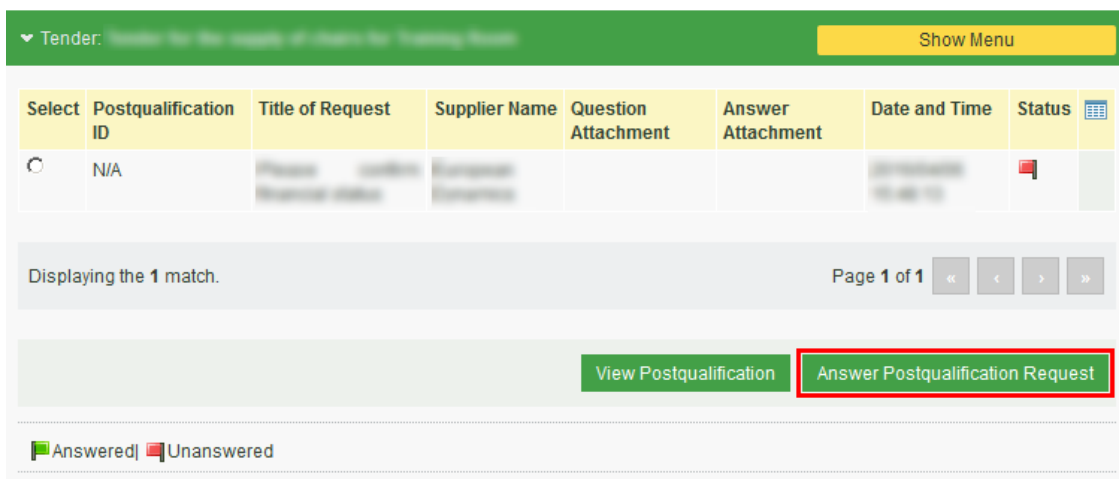 Tender:
Show Menu
Select Postqualification ID Title of Request Supplier Name Question Attachment Answer Attachment Date and Time Status
N/A
Displaying the 1 match.
Page 1 of 1 « ‹ › »
View Postqualification
Answer Postqualification Request
Answered| Unanswered